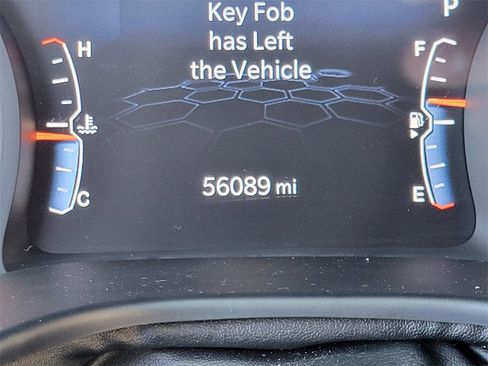 P
Key Fob
has Left
the Vehicle
H
F
C
E
56089 mi